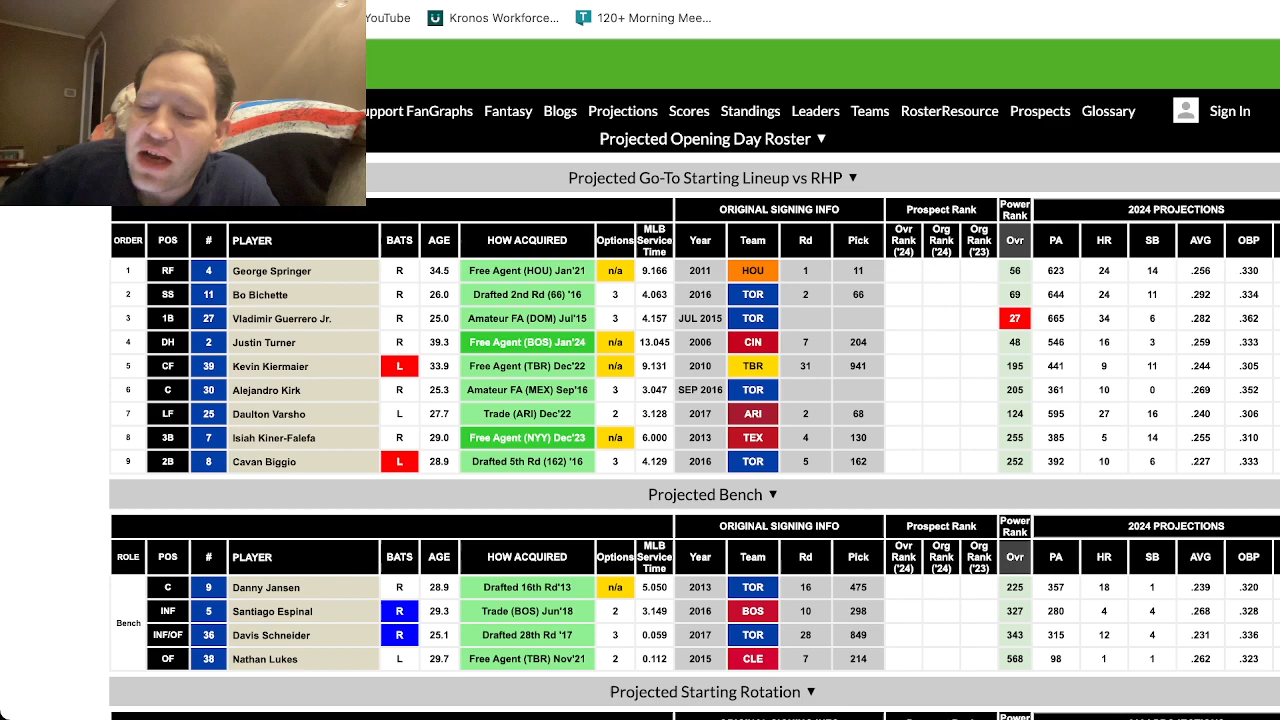 YouTube Kronos Workforce... 120+ Morning Mee...
upport FanGraphs Fantasy Blogs Projections Scores Standings Leaders Teams RosterResource Prospects Glossary Sign In
Projected Opening Day Roster ▼
Projected Go-To Starting Lineup vs RHP ▼
ORIGINAL SIGNING INFO Prospect Rank Power Rank 2024 PROJECTIONS
ORDER POS # PLAYER BATS AGE HOW ACQUIRED Options MLB Service Time Year Team Rd Pick Ovr Rank ('24) Org Rank ('24) Org Rank ('23) Ovr PA HR SB AVG OBP
1 RF 4 George Springer R 34.5 Free Agent (HOU) Jan'21 n/a 9.166 2011 HOU 1 11 56 623 24 14 .256 .330
2 SS 11 Bo Bichette R 26.0 Drafted 2nd Rd (66) '16 3 4.063 2016 TOR 2 66 69 644 24 11 .292 .334
3 1B 27 Vladimir Guerrero Jr. R 25.0 Amateur FA (DOM) Jul'15 3 4.157 JUL 2015 TOR 27 665 34 6 .282 .362
4 DH 2 Justin Turner R 39.3 Free Agent (BOS) Jan'24 n/a 13.045 2006 CIN 7 204 48 546 16 3 .259 .333
5 CF 39 Kevin Kiermaier L 33.9 Free Agent (TBR) Dec'22 n/a 9.131 2010 TBR 31 941 195 441 9 11 .244 .305
6 C 30 Alejandro Kirk R 25.3 Amateur FA (MEX) Sep'16 3 3.047 SEP 2016 TOR 205 361 10 0 .269 .352
7 LF 25 Daulton Varsho L 27.7 Trade (ARI) Dec'22 2 3.128 2017 ARI 2 68 124 595 27 16 .240 .306
8 3B 7 Isiah Kiner-Falefa R 29.0 Free Agent (NYY) Dec'23 n/a 6.000 2013 TEX 4 130 255 385 5 14 .255 .310
9 2B 8 Cavan Biggio L 28.9 Drafted 5th Rd (162) '16 3 4.129 2016 TOR 5 162 252 392 10 6 .227 .333
Projected Bench ▼
ORIGINAL SIGNING INFO Prospect Rank Power Rank 2024 PROJECTIONS
ROLE POS # PLAYER BATS AGE HOW ACQUIRED Options MLB Service Time Year Team Rd Pick Ovr Rank ('24) Org Rank ('24) Org Rank ('23) Ovr PA HR SB AVG OBP
Bench C 9 Danny Jansen R 28.9 Drafted 16th Rd'13 n/a 5.050 2013 TOR 16 475 225 357 18 1 .239 .320
INF 5 Santiago Espinal R 29.3 Trade (BOS) Jun'18 2 3.149 2016 BOS 10 298 327 280 4 4 .268 .328
INF/OF 36 Davis Schneider R 25.1 Drafted 28th Rd '17 3 0.059 2017 TOR 28 849 343 315 12 4 .231 .336
OF 38 Nathan Lukes L 29.7 Free Agent (TBR) Nov'21 2 0.112 2015 CLE 7 214 568 98 1 1 .262 .323
Projected Starting Rotation ▼
ORIGINAL SIGNING INFO Power